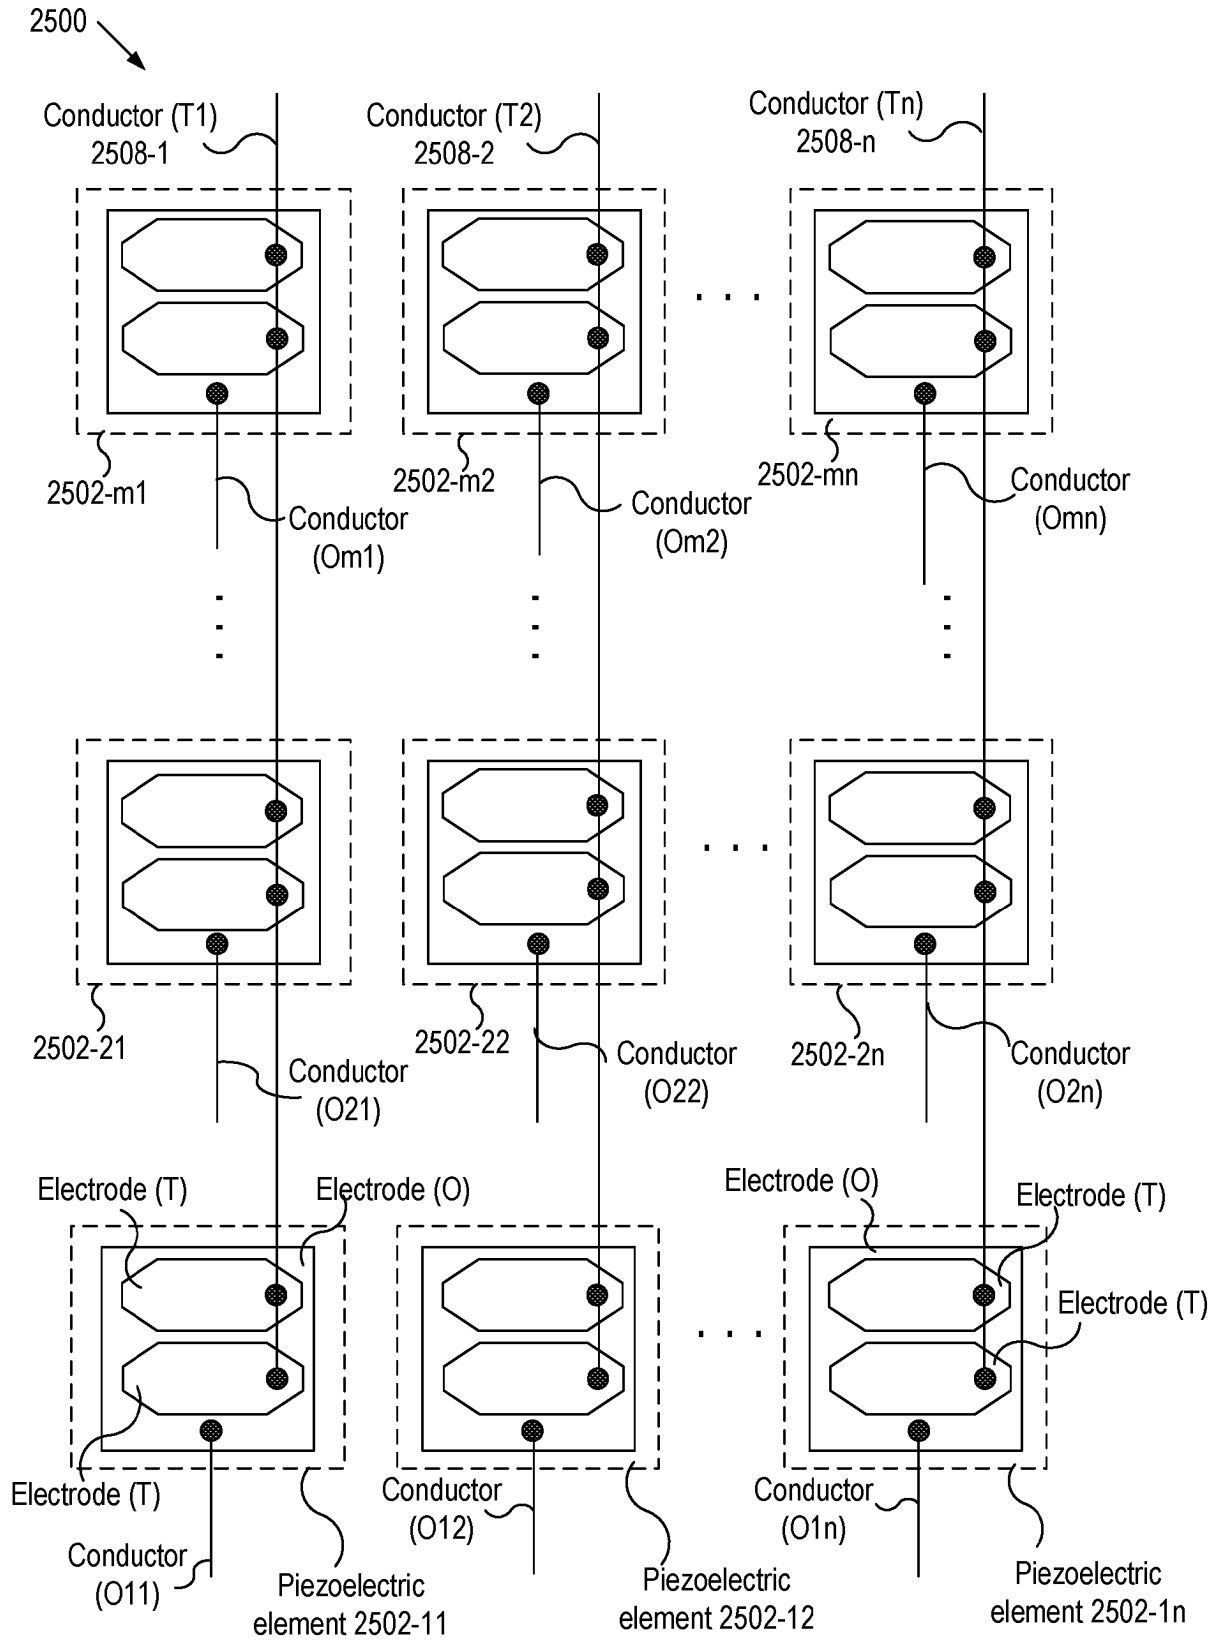 2500
Conductor (T1)
2508-1
Conductor (T2)
2508-2
Conductor (Tn)
2508-n
2502-m1
2502-m2
2502-mn
Conductor
(Om1)
Conductor
(Om2)
Conductor
(Omn)
2502-21
2502-22
2502-2n
Conductor
(O21)
Conductor
(O22)
Conductor
(O2n)
Electrode (T)
Electrode (O)
Electrode (O)
Electrode (T)
Electrode (T)
Electrode (T)
Conductor
(O11)
Conductor
(O12)
Conductor
(O1n)
Piezoelectric
element 2502-11
Piezoelectric
element 2502-12
Piezoelectric
element 2502-1n